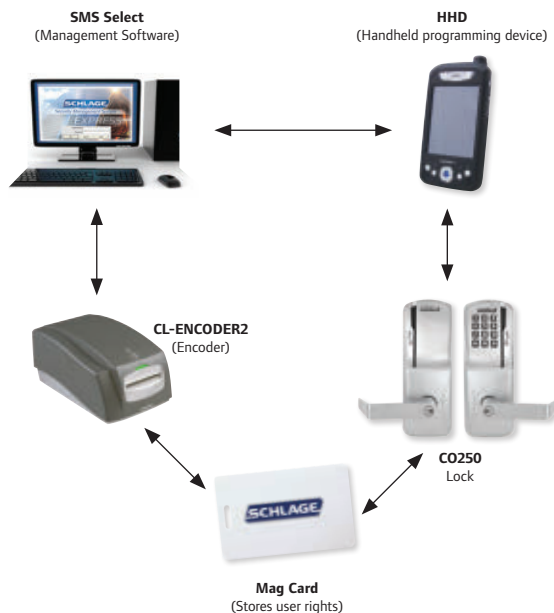 SMS Select
(Management Software)
HHD
(Handheld programming device)
SCHLAGE
EXPRESS
CL-ENCODER2
(Encoder)
CO250
Lock
SCHLAGE
Mag Card
(Stores user rights)